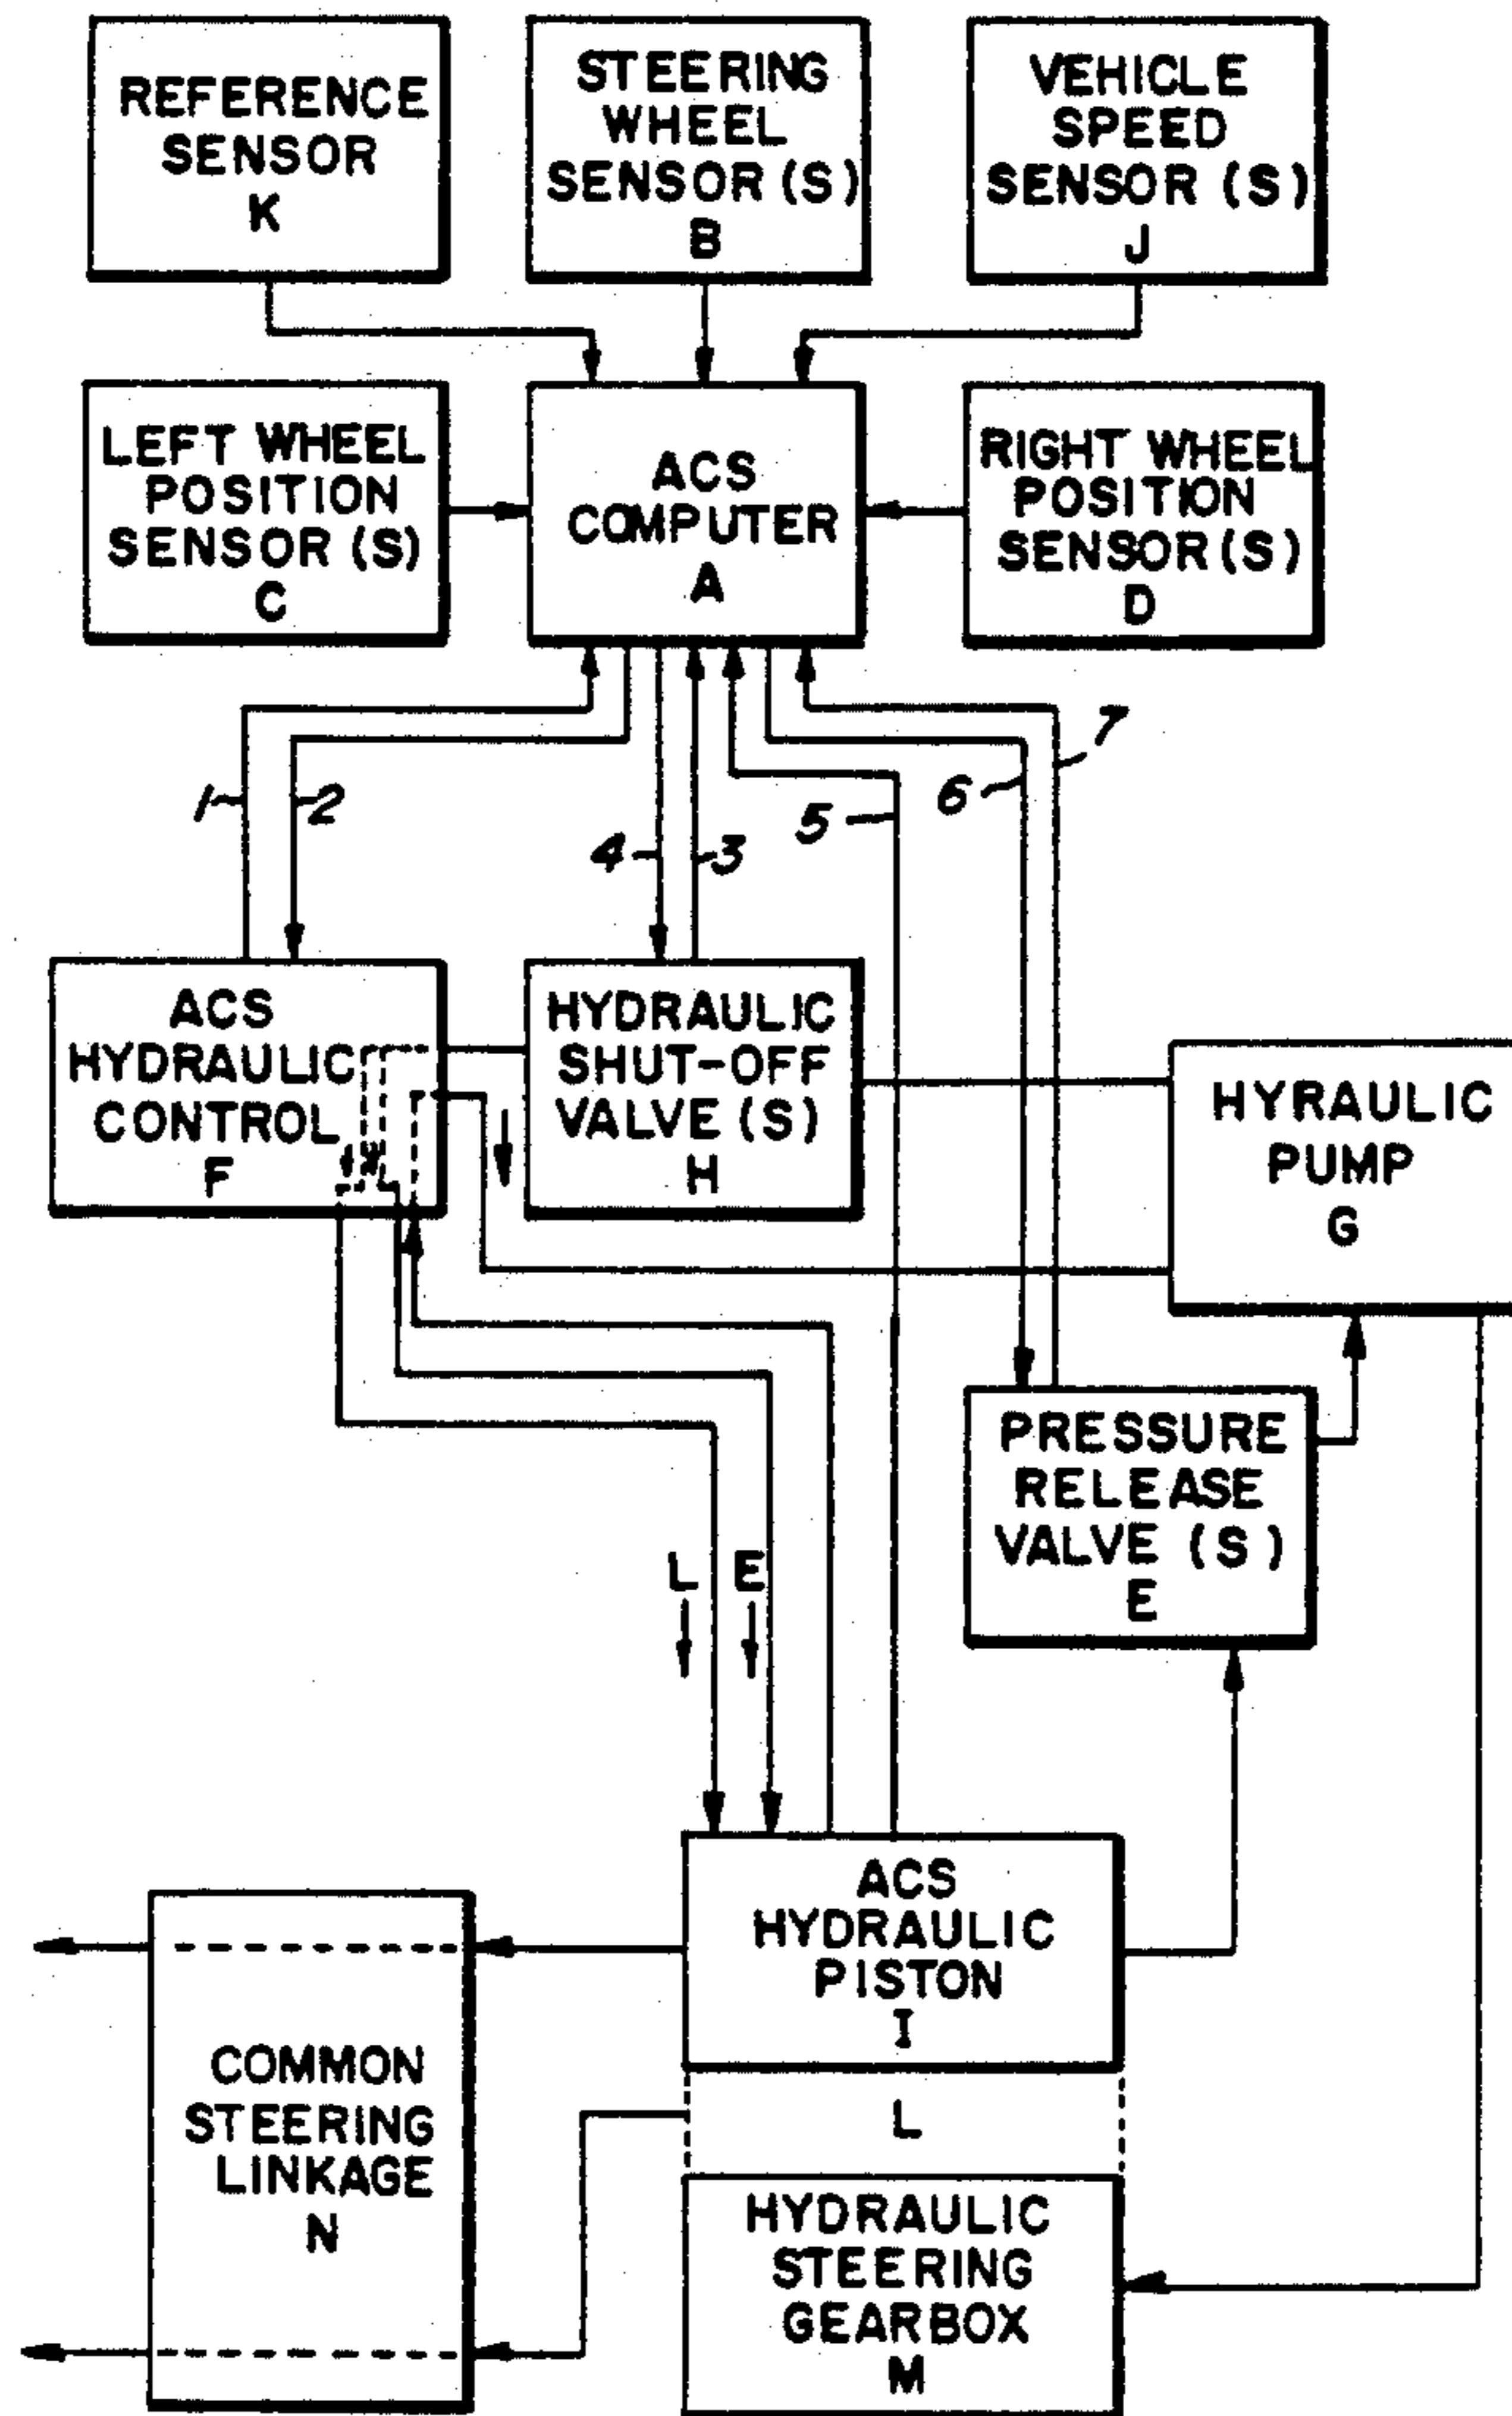 REFERENCE
SENSOR
K
STEERING
WHEEL
SENSOR (S)
B
VEHICLE
SPEED
SENSOR (S)
J
LEFT WHEEL
POSITION
SENSOR (S)
C
ACS
COMPUTER
A
RIGHT WHEEL
POSITION
SENSOR (S)
D
1
2
4
3
5
6
7
ACS
HYDRAULIC
CONTROL
F
HYDRAULIC
SHUT-OFF
VALVE (S)
H
HYRAULIC
PUMP
G
PRESSURE
RELEASE
VALVE (S)
E
L
E
ACS
HYDRAULIC
PISTON
I
L
COMMON
STEERING
LINKAGE
N
HYDRAULIC
STEERING
GEARBOX
M